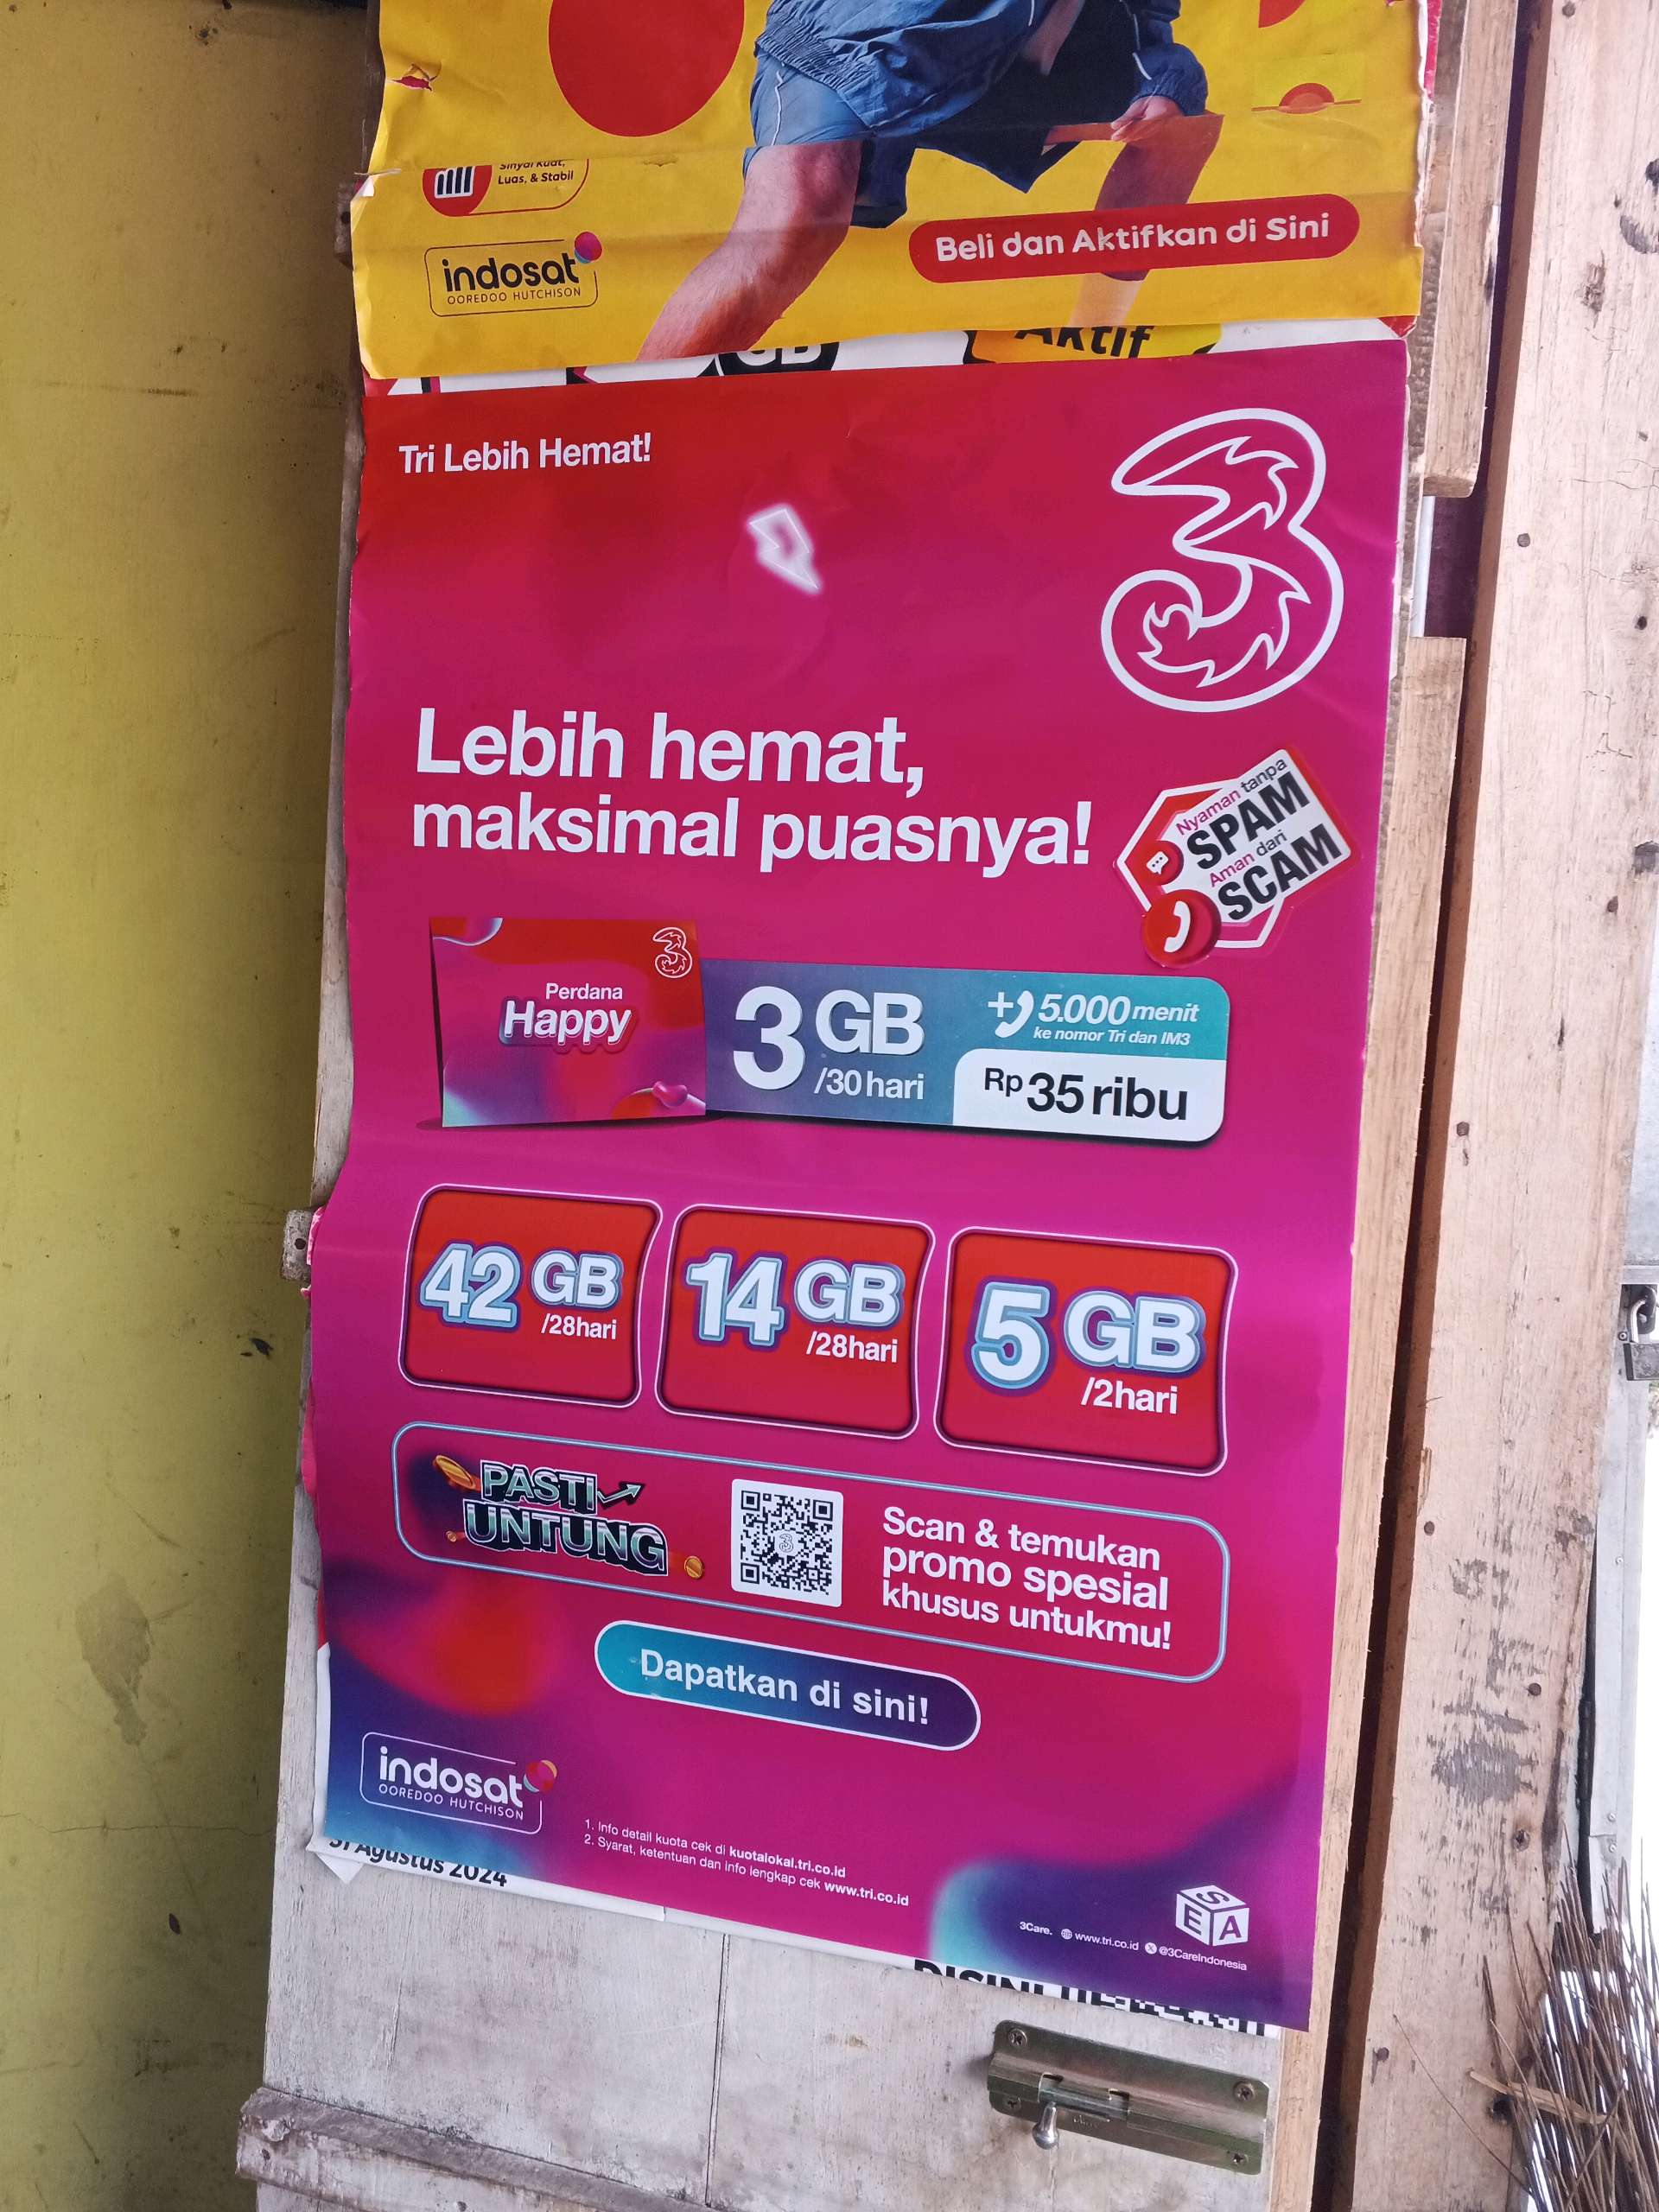 Sinyal Kuat,
Luas, & Stabil
indosat
OOREDOO HUTCHISON
Beli dan Aktifkan di Sini
GB
Aktif
Tri Lebih Hemat!
3
Lebih hemat,
maksimal puasnya!
Nyaman tanpa
SPAM
Aman dari
SCAM
3
Perdana
Happy
3 GB
/30 hari
+ 5.000 menit
ke nomor Tri dan IM3
Rp 35 ribu
42 GB
/28hari
14 GB
/28hari
5 GB
/2hari
PASTI
UNTUNG
Scan & temukan
promo spesial
khusus untukmu!
Dapatkan di sini!
indosat
OOREDOO HUTCHISON
1. Info detail kuota cek di kuotalokal.tri.co.id
2. Syarat, ketentuan dan info lengkap cek www.tri.co.id
31 Agustus 2024
SEA
3Care. www.tri.co.id @3CareIndonesia